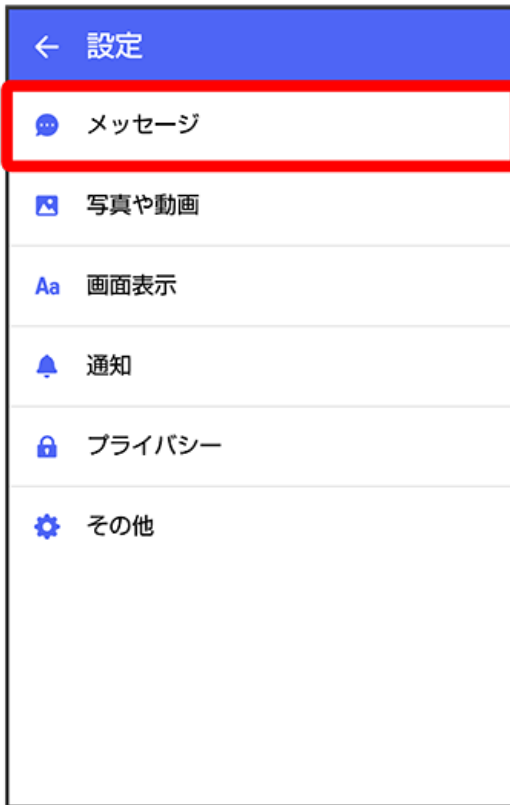 設定
メッセージ
写真や動画
Aa 画面表示
通知
プライバシー
その他